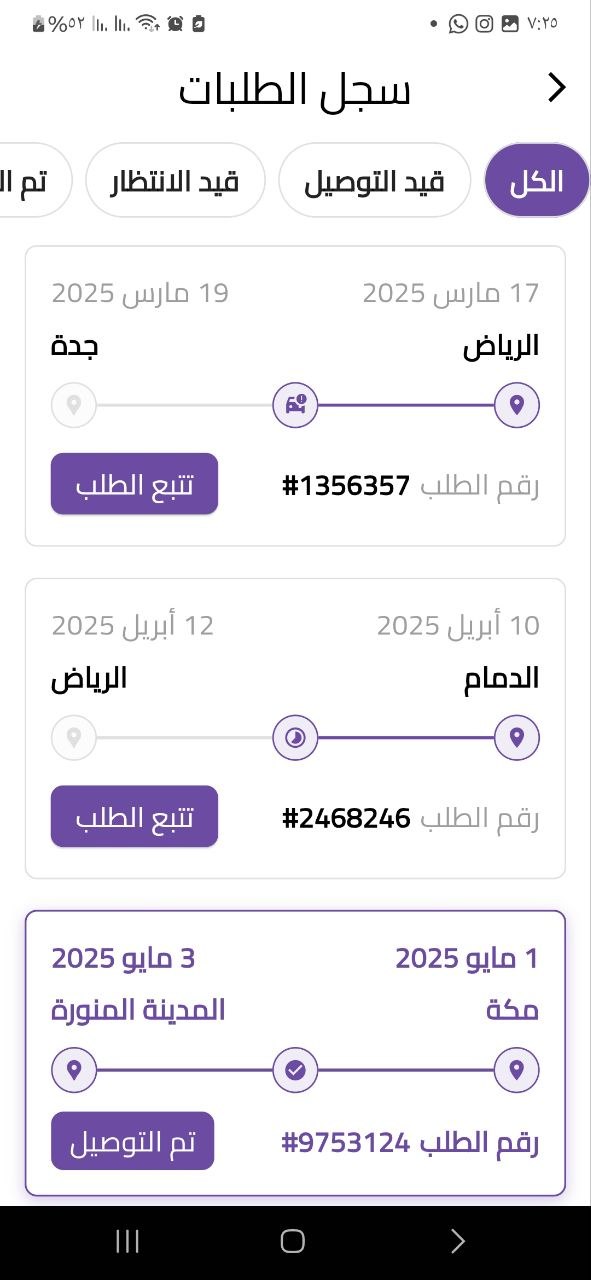 ٧:٢٥ %٥٢
سجل الطلبات
الكل قيد التوصيل قيد الانتظار تم
17 مارس 2025 19 مارس 2025
الرياض جدة
رقم الطلب #1356357 تتبع الطلب
10 أبريل 2025 12 أبريل 2025
الدمام الرياض
رقم الطلب #2468246 تتبع الطلب
1 مايو 2025 3 مايو 2025
مكة المدينة المنورة
رقم الطلب #9753124 تم التوصيل